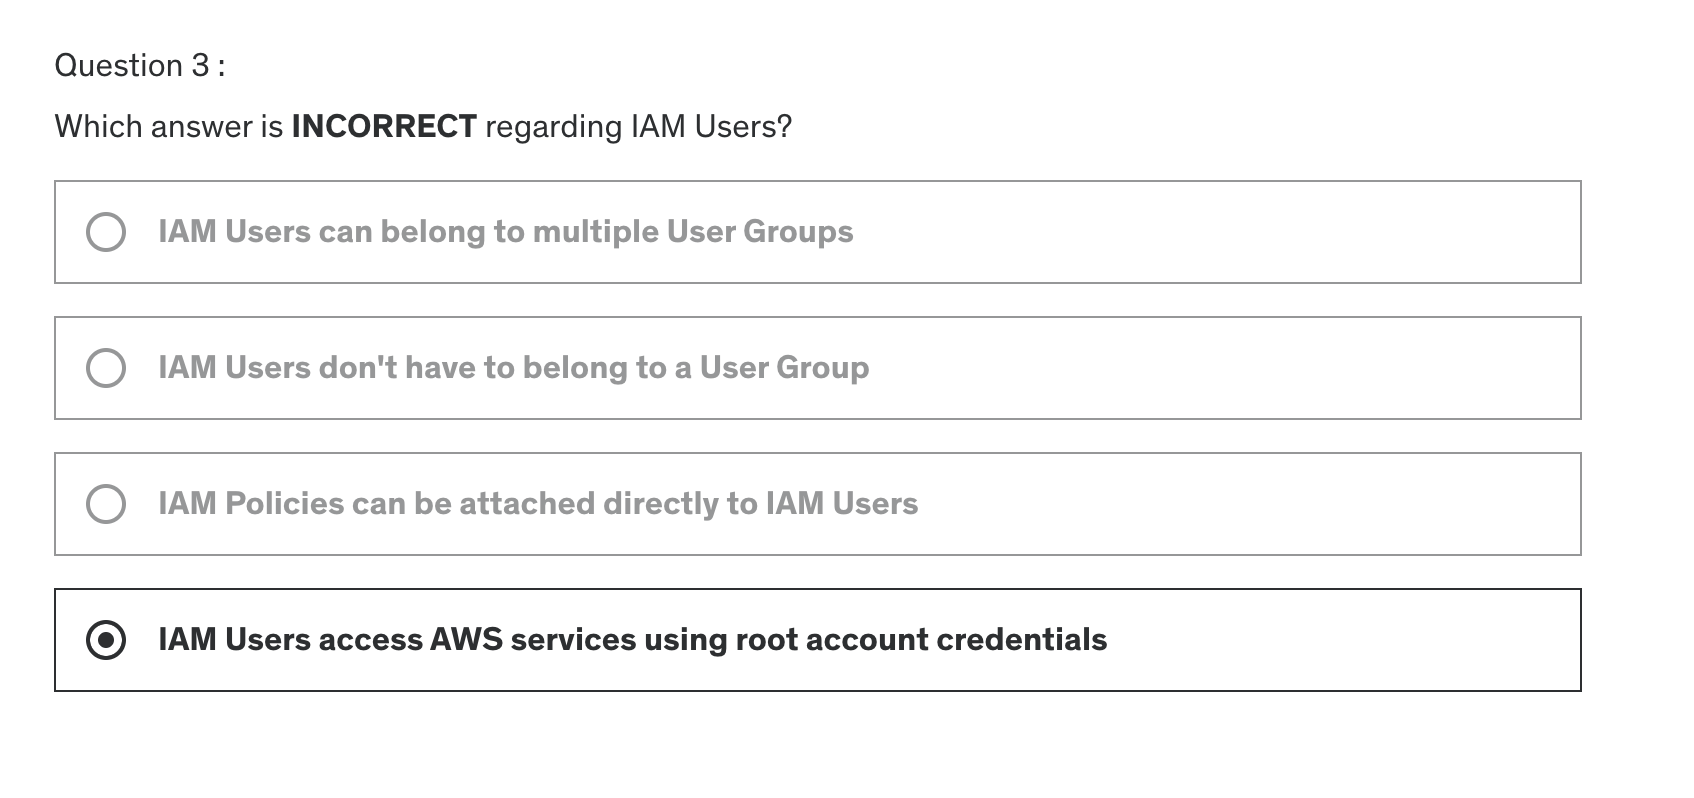 Question 3 :
Which answer is INCORRECT regarding IAM Users?
IAM Users can belong to multiple User Groups
IAM Users don't have to belong to a User Group
IAM Policies can be attached directly to IAM Users
IAM Users access AWS services using root account credentials